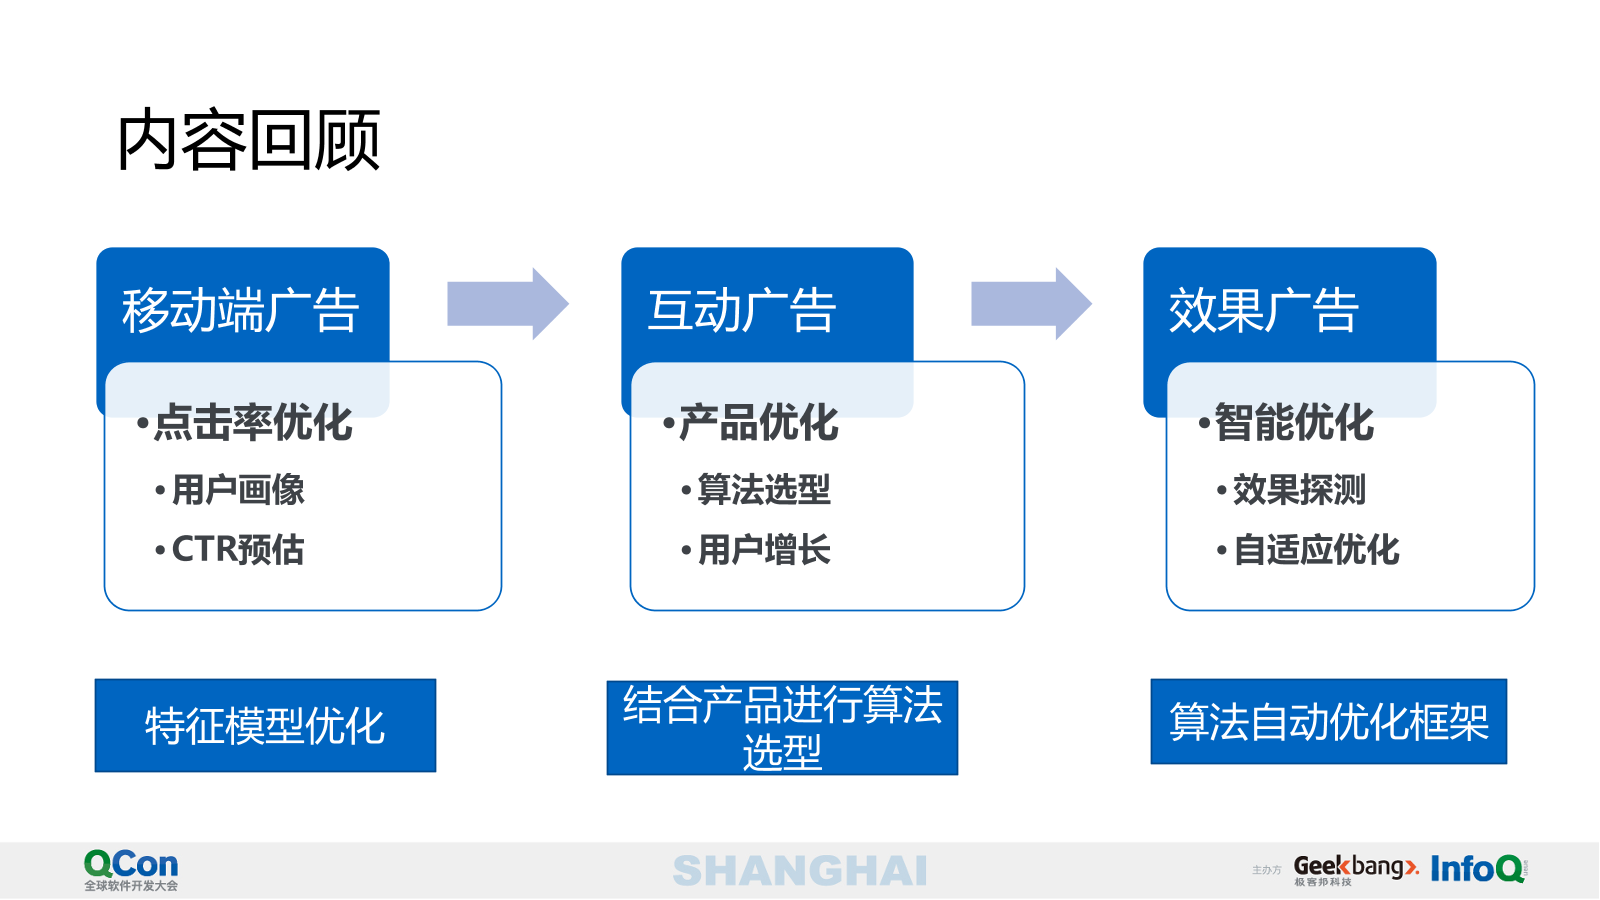 内容回顾
移动端广告
•点击率优化
•用户画像
•CTR预估
特征模型优化
互动广告
•产品优化
•算法选型
•用户增长
结合产品进行算法
选型
效果广告
•智能优化
•效果探测
•自适应优化
算法自动优化框架
QCon
全球软件开发大会
SHANGHAI
主办方
Geekbang
极客邦科技
InfoQ